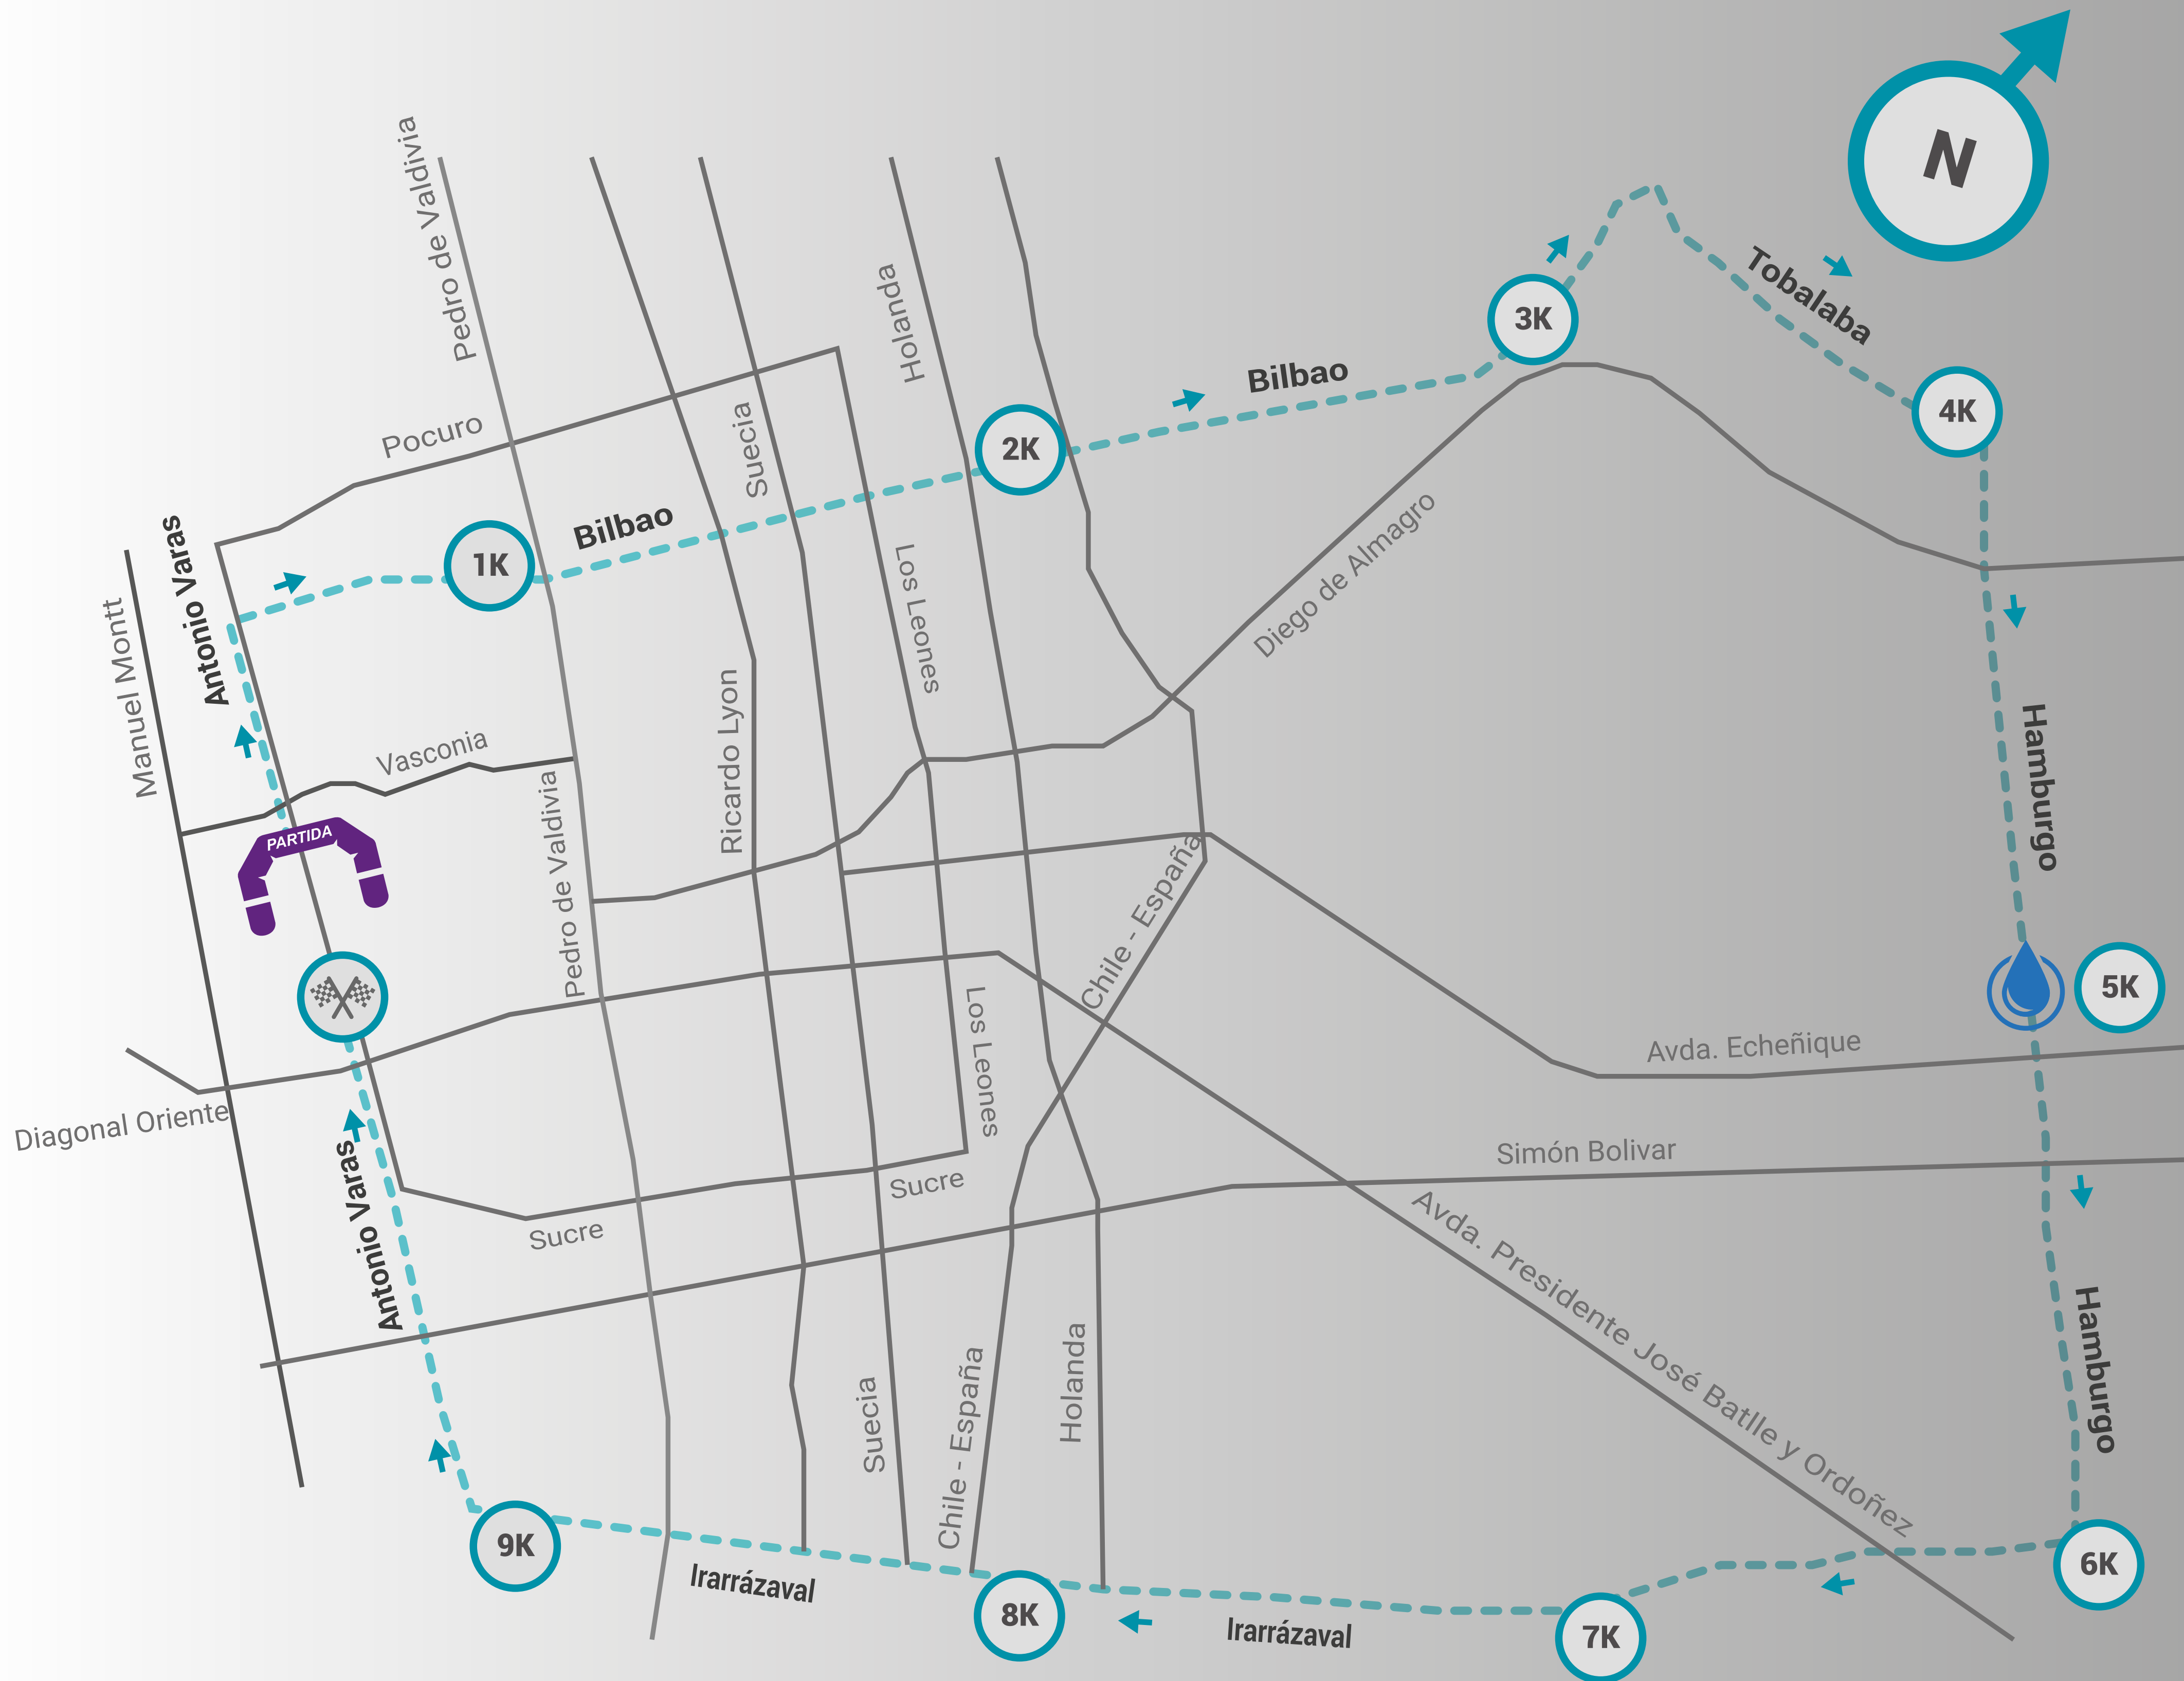 N
Pedro de Valdivia
Holanda
3K
Tobalaba
Bilbao
4K
Pocuro
Suecia
2K
Antonio Varas
Bilbao
1K
Los Leones
Diego de Almagro
Manuel Montt
Vasconia
Ricardo Lyon
Hamburgo
PARTIDA
Pedro de Valdivia
Chile - España
5K
Los Leones
Avda. Echeñique
Diagonal Oriente
Simón Bolivar
Antonio Varas
Sucre
Sucre
Avda. Presidente José Batlle y Ordoñez
Hamburgo
Suecia
Chile - España
Holanda
9K
Irarrázaval
8K
Irarrázaval
7K
6K